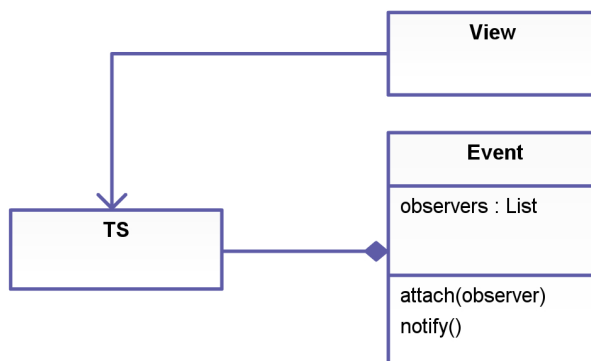 View
Event
observers : List
TS
attach(observer)
notify()